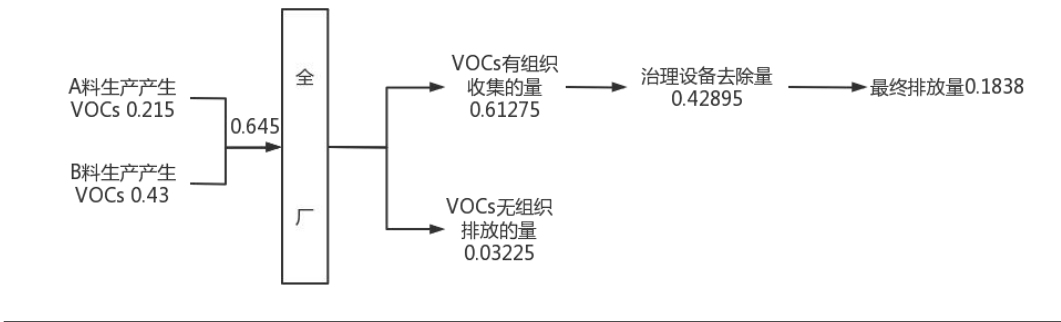 A料生产产生
VOCs 0.215
B料生产产生
VOCs 0.43
0.645
全
厂
VOCs有组织
收集的量
0.61275
治理设备去除量
0.42895
最终排放量0.1838
VOCs无组织
排放的量
0.03225